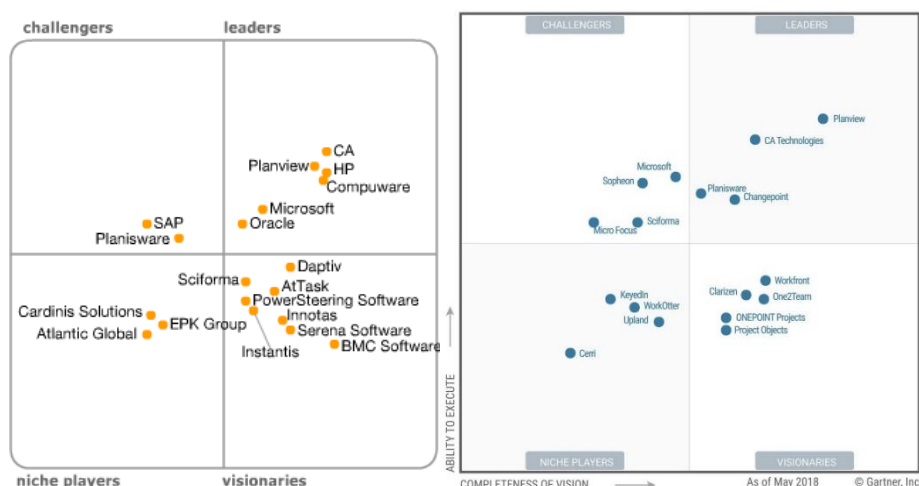 challengers
leaders
CA
Planview
HP
Compuware
Microsoft
Oracle
SAP
Planisware
Daptiv
Sciforma
AtTask
PowerSteering Software
Cardinis Solutions
Innotas
EPK Group
Serena Software
Atlantic Global
Instantis
BMC Software
niche players
visionaries
CHALLENGERS
LEADERS
Planview
CA Technologies
Microsoft
Sopheon
Planisware
Changepoint
Micro Focus
Sciforma
Workfront
Clarizen
One2Team
KeyedIn
WorkOtter
Upland
ONEPOINT Projects
Project Objects
Cerri
NICHE PLAYERS
VISIONARIES
ABILITY TO EXECUTE
COMPLETENESS OF VISION
As of May 2018
© Gartner, Inc